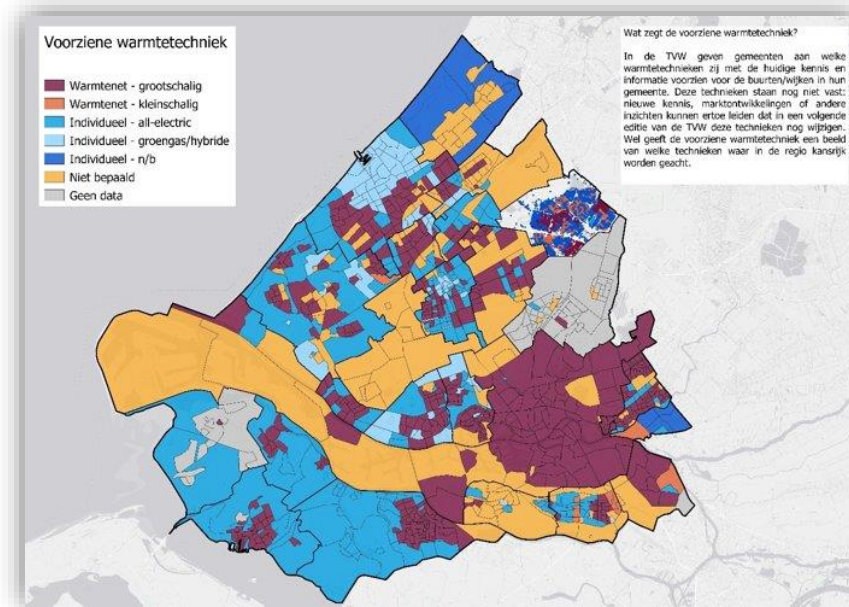 Voorziene warmtetechniek
Warmtenet - grootschalig
Warmtenet - kleinschalig
Individueel - all-electric
Individueel - groengas/hybride
Individueel - n/b
Niet bepaald
Geen data
Wat zegt de voorziene warmtetechniek?
In de TVW geven gemeenten aan welke
warmtetechnieken zij met de huidige kennis en
informatie voorzien voor de buurten/wijken in hun
gemeente. Deze technieken staan nog niet vast:
nieuwe kennis, marktontwikkelingen of andere
inzichten kunnen ertoe leiden dat in een volgende
editie van de TVW deze technieken nog wijzigen.
Wel geeft de voorziene warmtetechniek een beeld
van welke technieken waar in de regio kansrijk
worden geacht.